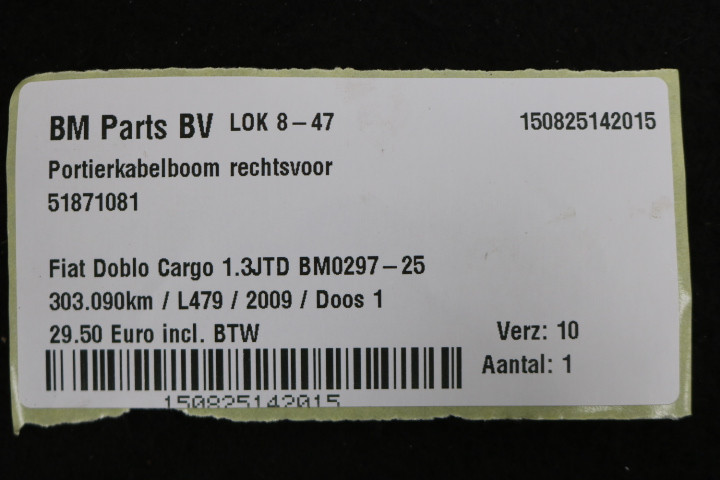 BM Parts BV LOK 8-47 150825142015
Portierkabelboom rechtsvoor
51871081
Fiat Doblo Cargo 1.3JTD BM0297-25
303.090km / L479 / 2009 / Doos 1
29.50 Euro incl. BTW Verz: 10
Aantal: 1
150825142015